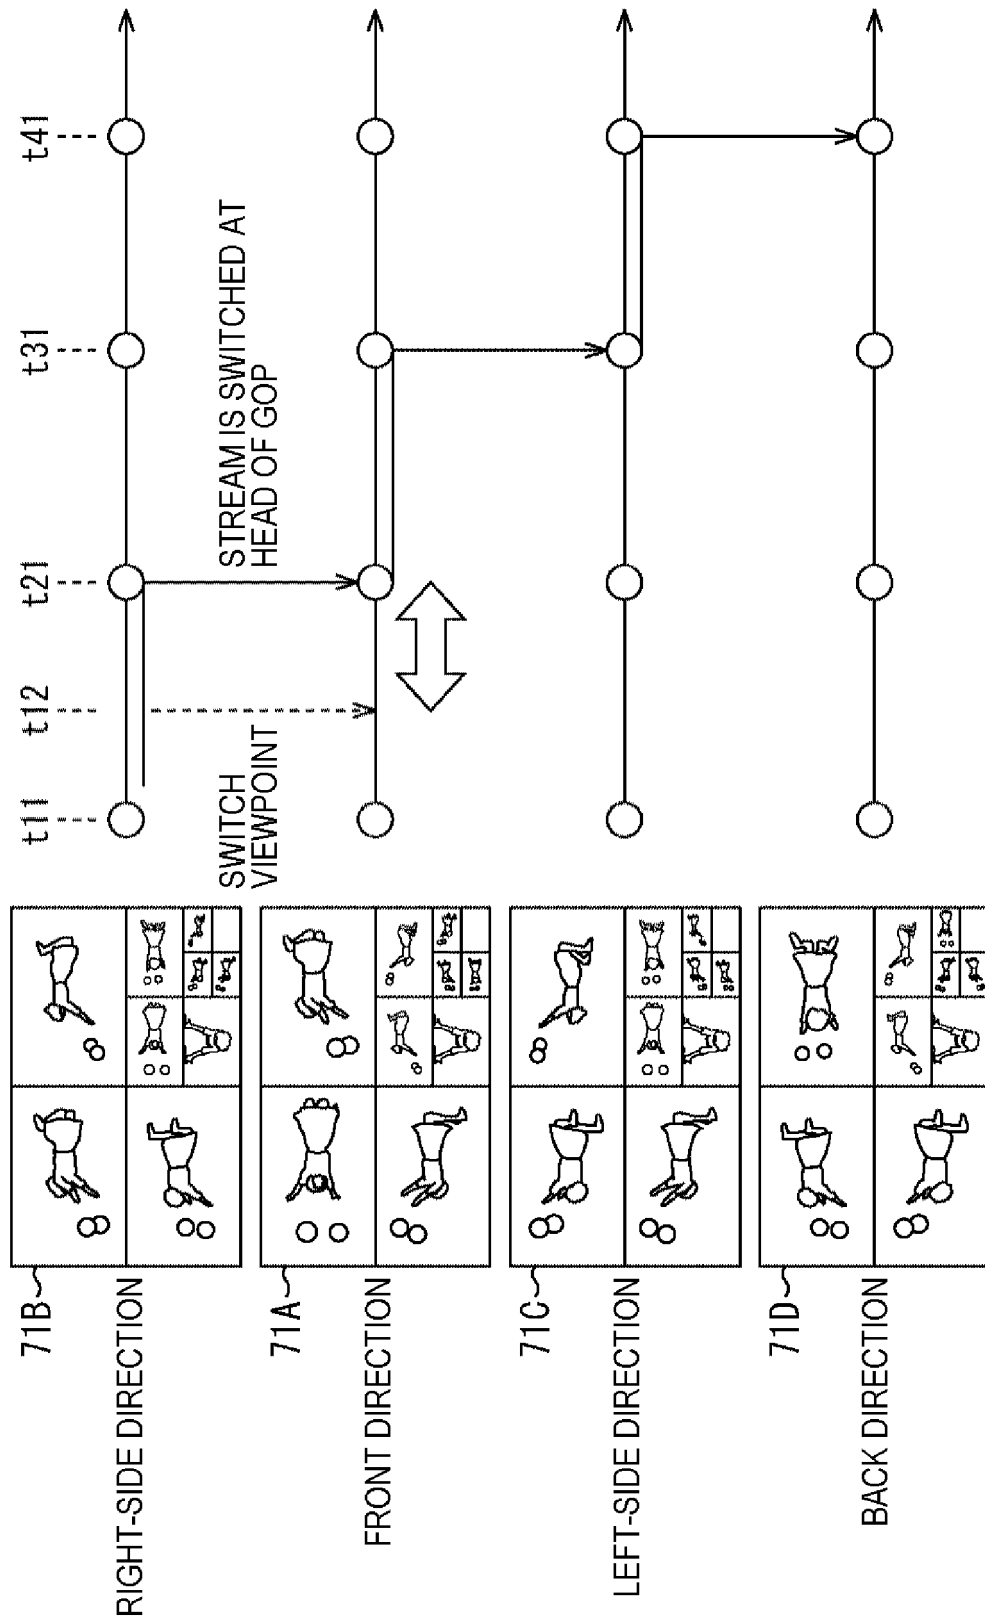 t11
t12
t21
t31
t41
71B
RIGHT-SIDE DIRECTION
SWITCH
VIEWPOINT
STREAM IS SWITCHED AT
HEAD OF GOP
71A
FRONT DIRECTION
71C
LEFT-SIDE DIRECTION
71D
BACK DIRECTION